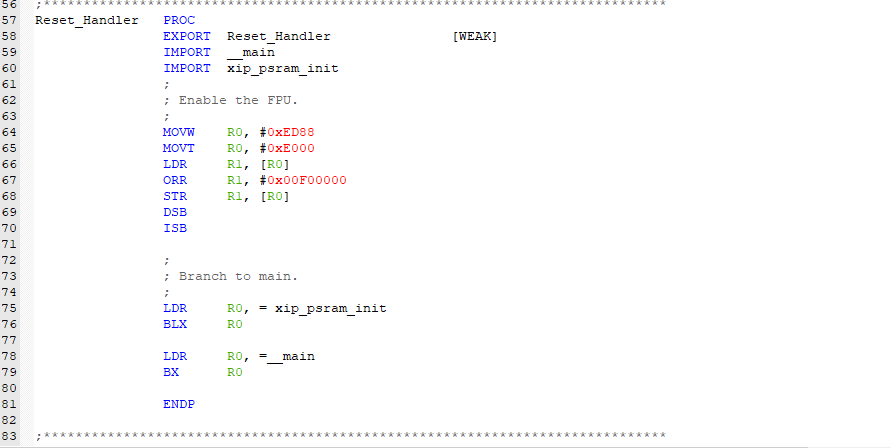 56 ;******************************************************************************
57 Reset_Handler   PROC
58                 EXPORT  Reset_Handler               [WEAK]
59                 IMPORT  __main
60                 IMPORT  xip_psram_init
61                 ;
62                 ; Enable the FPU.
63                 ;
64                 MOVW    R0, #0xED88
65                 MOVT    R0, #0xE000
66                 LDR     R1, [R0]
67                 ORR     R1, #0x00F00000
68                 STR     R1, [R0]
69                 DSB
70                 ISB
71
72                 ;
73                 ; Branch to main.
74                 ;
75                 LDR     R0, = xip_psram_init
76                 BLX     R0
77
78                 LDR     R0, =__main
79                 BX      R0
80
81                 ENDP
82
83 ;******************************************************************************